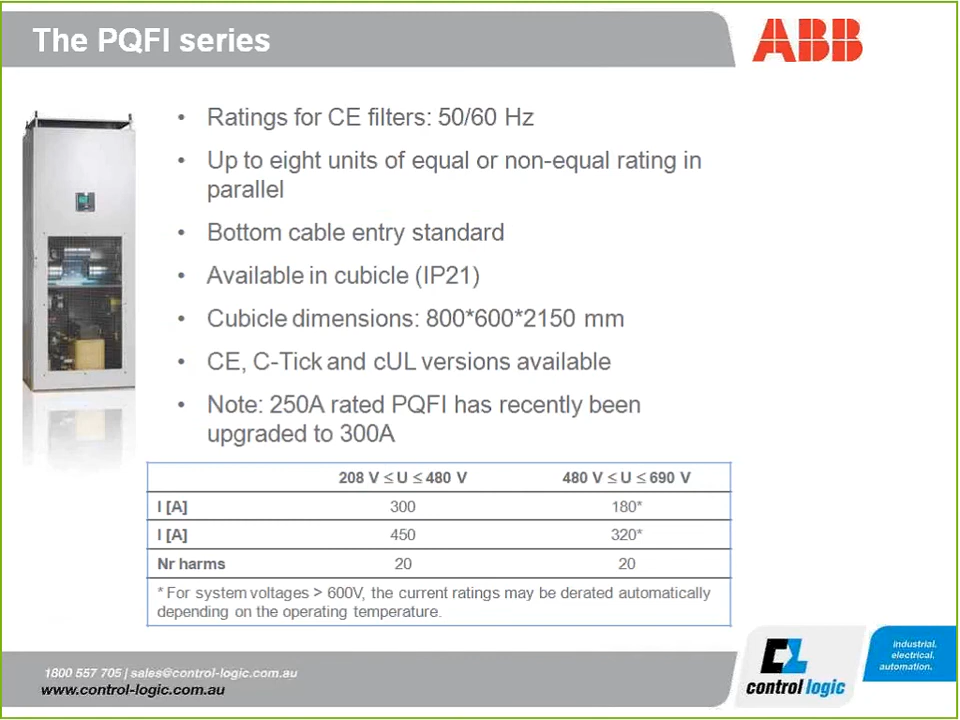 The PQFI series
ABB
• Ratings for CE filters: 50/60 Hz
• Up to eight units of equal or non-equal rating in
parallel
• Bottom cable entry standard
• Available in cubicle (IP21)
• Cubicle dimensions: 800*600*2150 mm
• CE, C-Tick and cUL versions available
• Note: 250A rated PQFI has recently been
upgraded to 300A
208 V ≤ U ≤ 480 V 480 V ≤ U ≤ 690 V
I [A] 300 180*
I [A] 450 320*
Nr harms 20 20
* For system voltages > 600V, the current ratings may be derated automatically
depending on the operating temperature.
1800 557 705 | sales@control-logic.com.au
www.control-logic.com.au
control logic
industrial.
electrical.
automation.